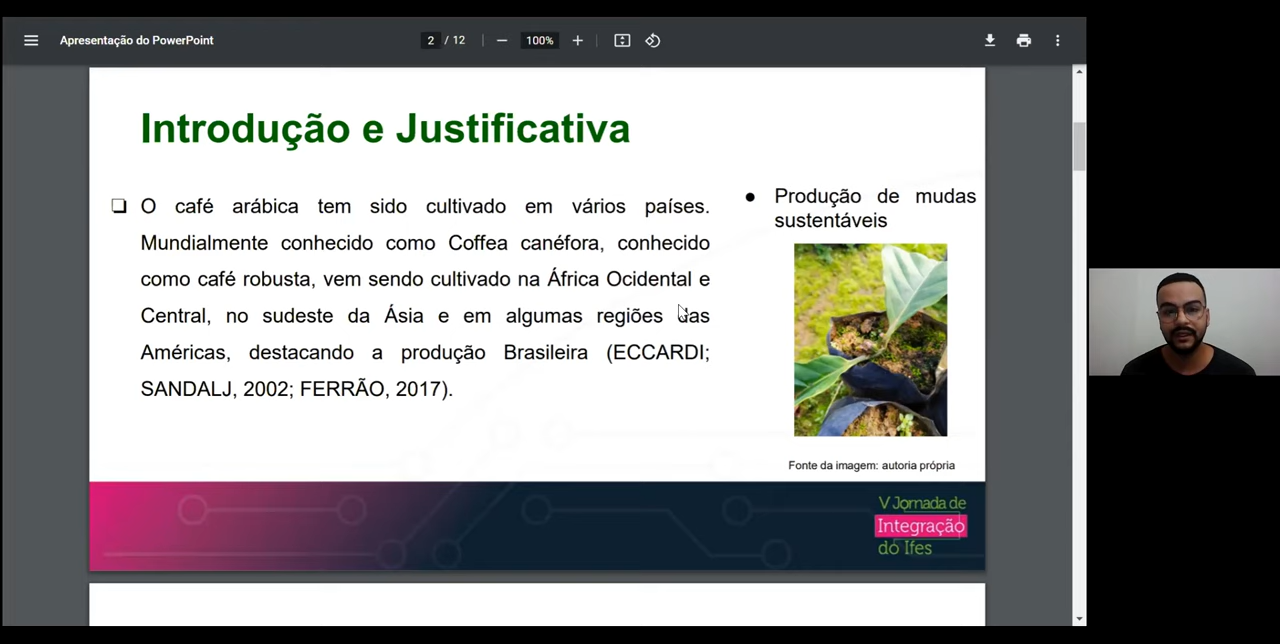 Apresentação do PowerPoint
2 / 12
100%
Introdução e Justificativa
O café arábica tem sido cultivado em vários países.
Mundialmente conhecido como Coffea canéfora, conhecido
como café robusta, vem sendo cultivado na África Ocidental e
Central, no sudeste da Ásia e em algumas regiões das
Américas, destacando a produção Brasileira (ECCARDI;
SANDALJ, 2002; FERRÃO, 2017).
Produção de mudas
sustentáveis
Fonte da imagem: autoria própria
V Jornada de
Integração
do Ifes